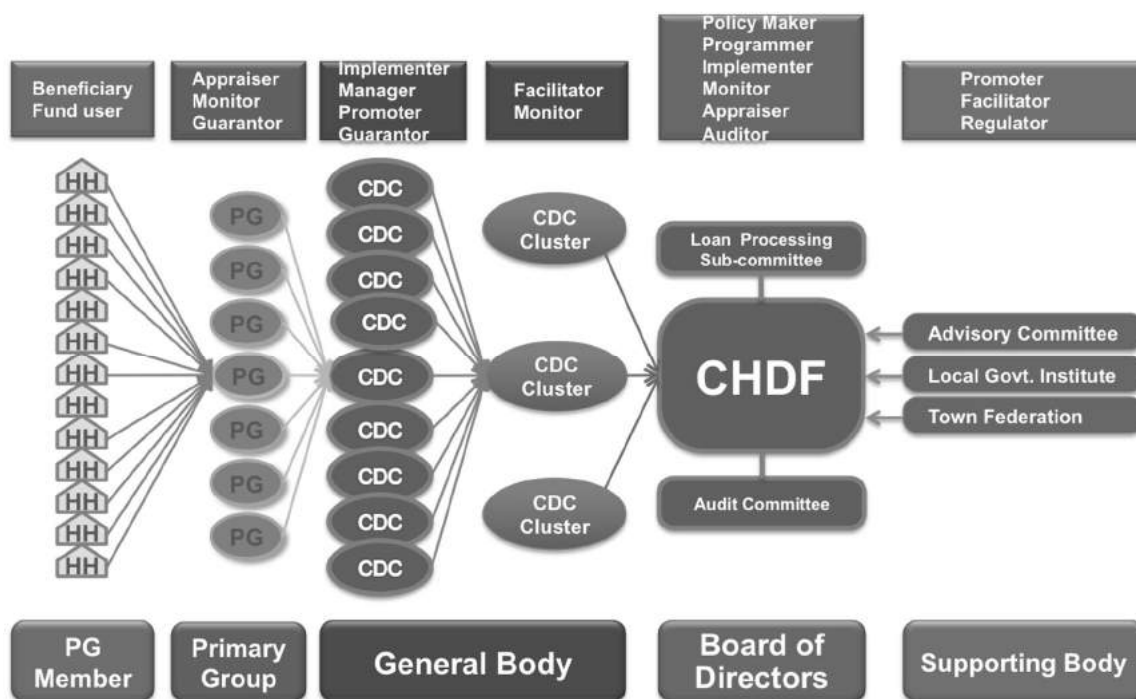 Beneficiary
Fund user
Appraiser
Monitor
Guarantor
Implementer
Manager
Promoter
Guarantor
Facilitator
Monitor
Policy Maker
Programmer
Implementer
Monitor
Appraiser
Auditor
Promoter
Facilitator
Regulator
HH
HH
HH
HH
HH
HH
HH
HH
HH
HH
HH
HH
HH
PG
PG
PG
PG
PG
PG
PG
CDC
CDC
CDC
CDC
CDC
CDC
CDC
CDC
CDC
CDC
Cluster
CDC
Cluster
CDC
Cluster
Loan Processing
Sub-committee
CHDF
Audit Committee
Advisory Committee
Local Govt. Institute
Town Federation
PG
Member
Primary
Group
General Body
Board of
Directors
Supporting Body